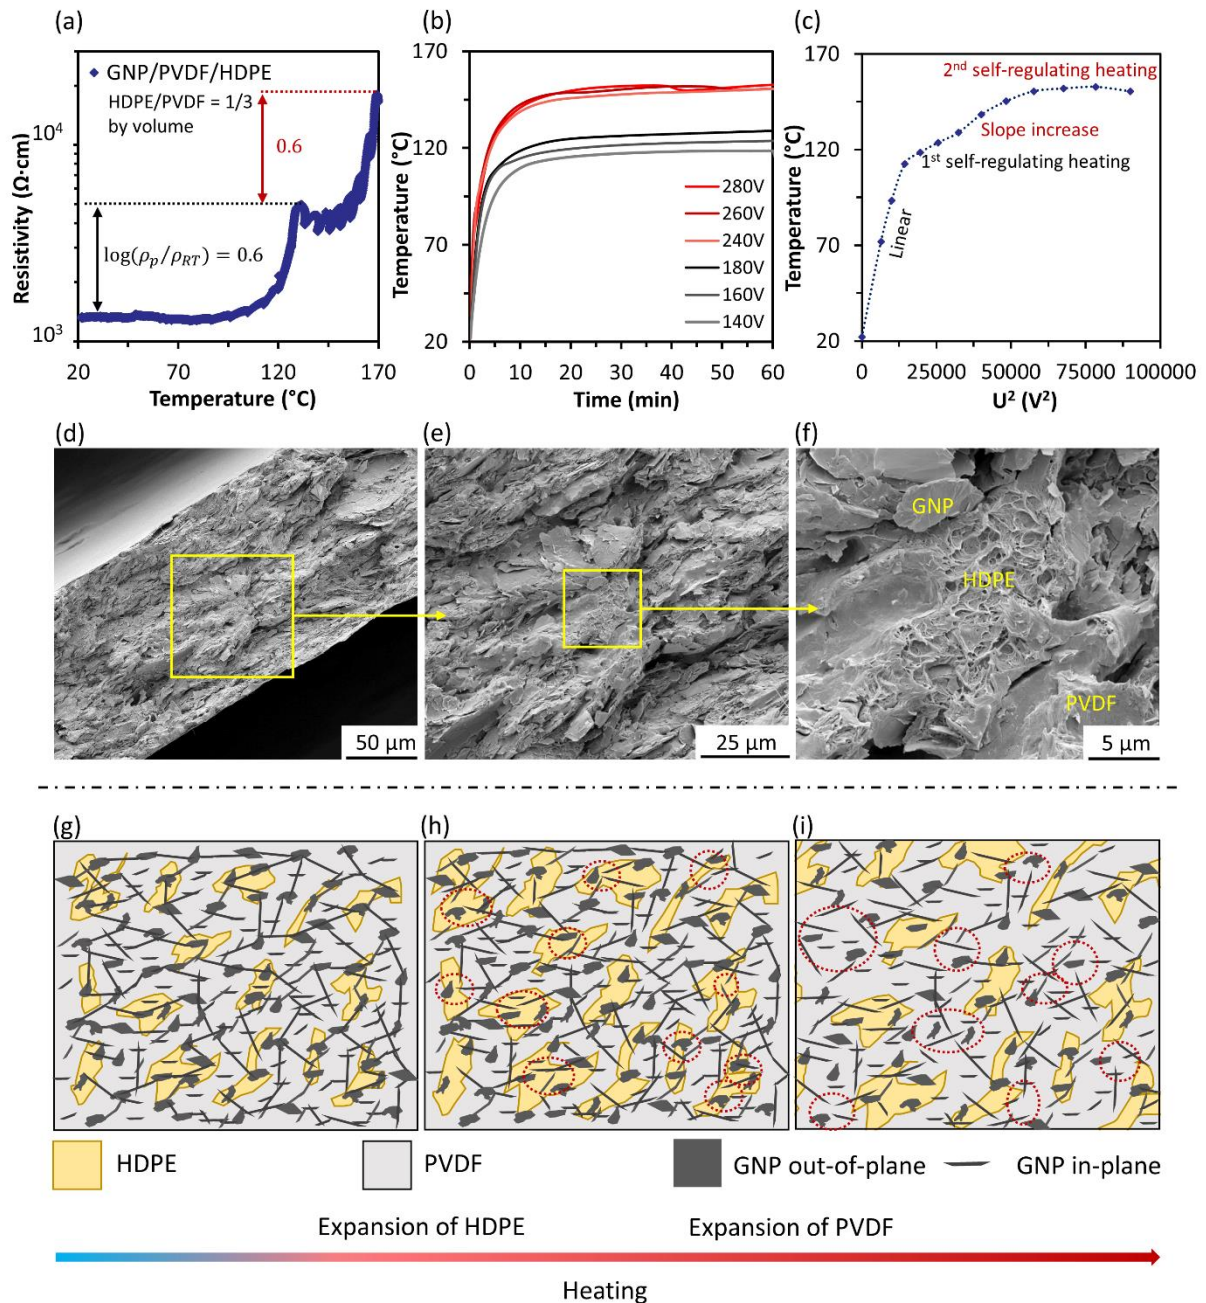 (a)
GNP/PVDF/HDPE
HDPE/PVDF = 1/3
by volume
0.6
log(ρp/ρRT) = 0.6
10⁴
10³
Resistivity (Ω·cm)
20 70 120 170
Temperature (°C)
(b)
170
120
70
20
Temperature (°C)
280V
260V
240V
180V
160V
140V
0 10 20 30 40 50 60
Time (min)
(c)
170
120
70
20
Temperature (°C)
2nd self-regulating heating
Slope increase
1st self-regulating heating
Linear
0 25000 50000 75000 100000
U² (V²)
(d)
50 µm
(e)
25 µm
(f)
GNP
HDPE
PVDF
5 µm
(g)
(h)
(i)
HDPE
PVDF
GNP out-of-plane
GNP in-plane
Expansion of HDPE
Expansion of PVDF
Heating